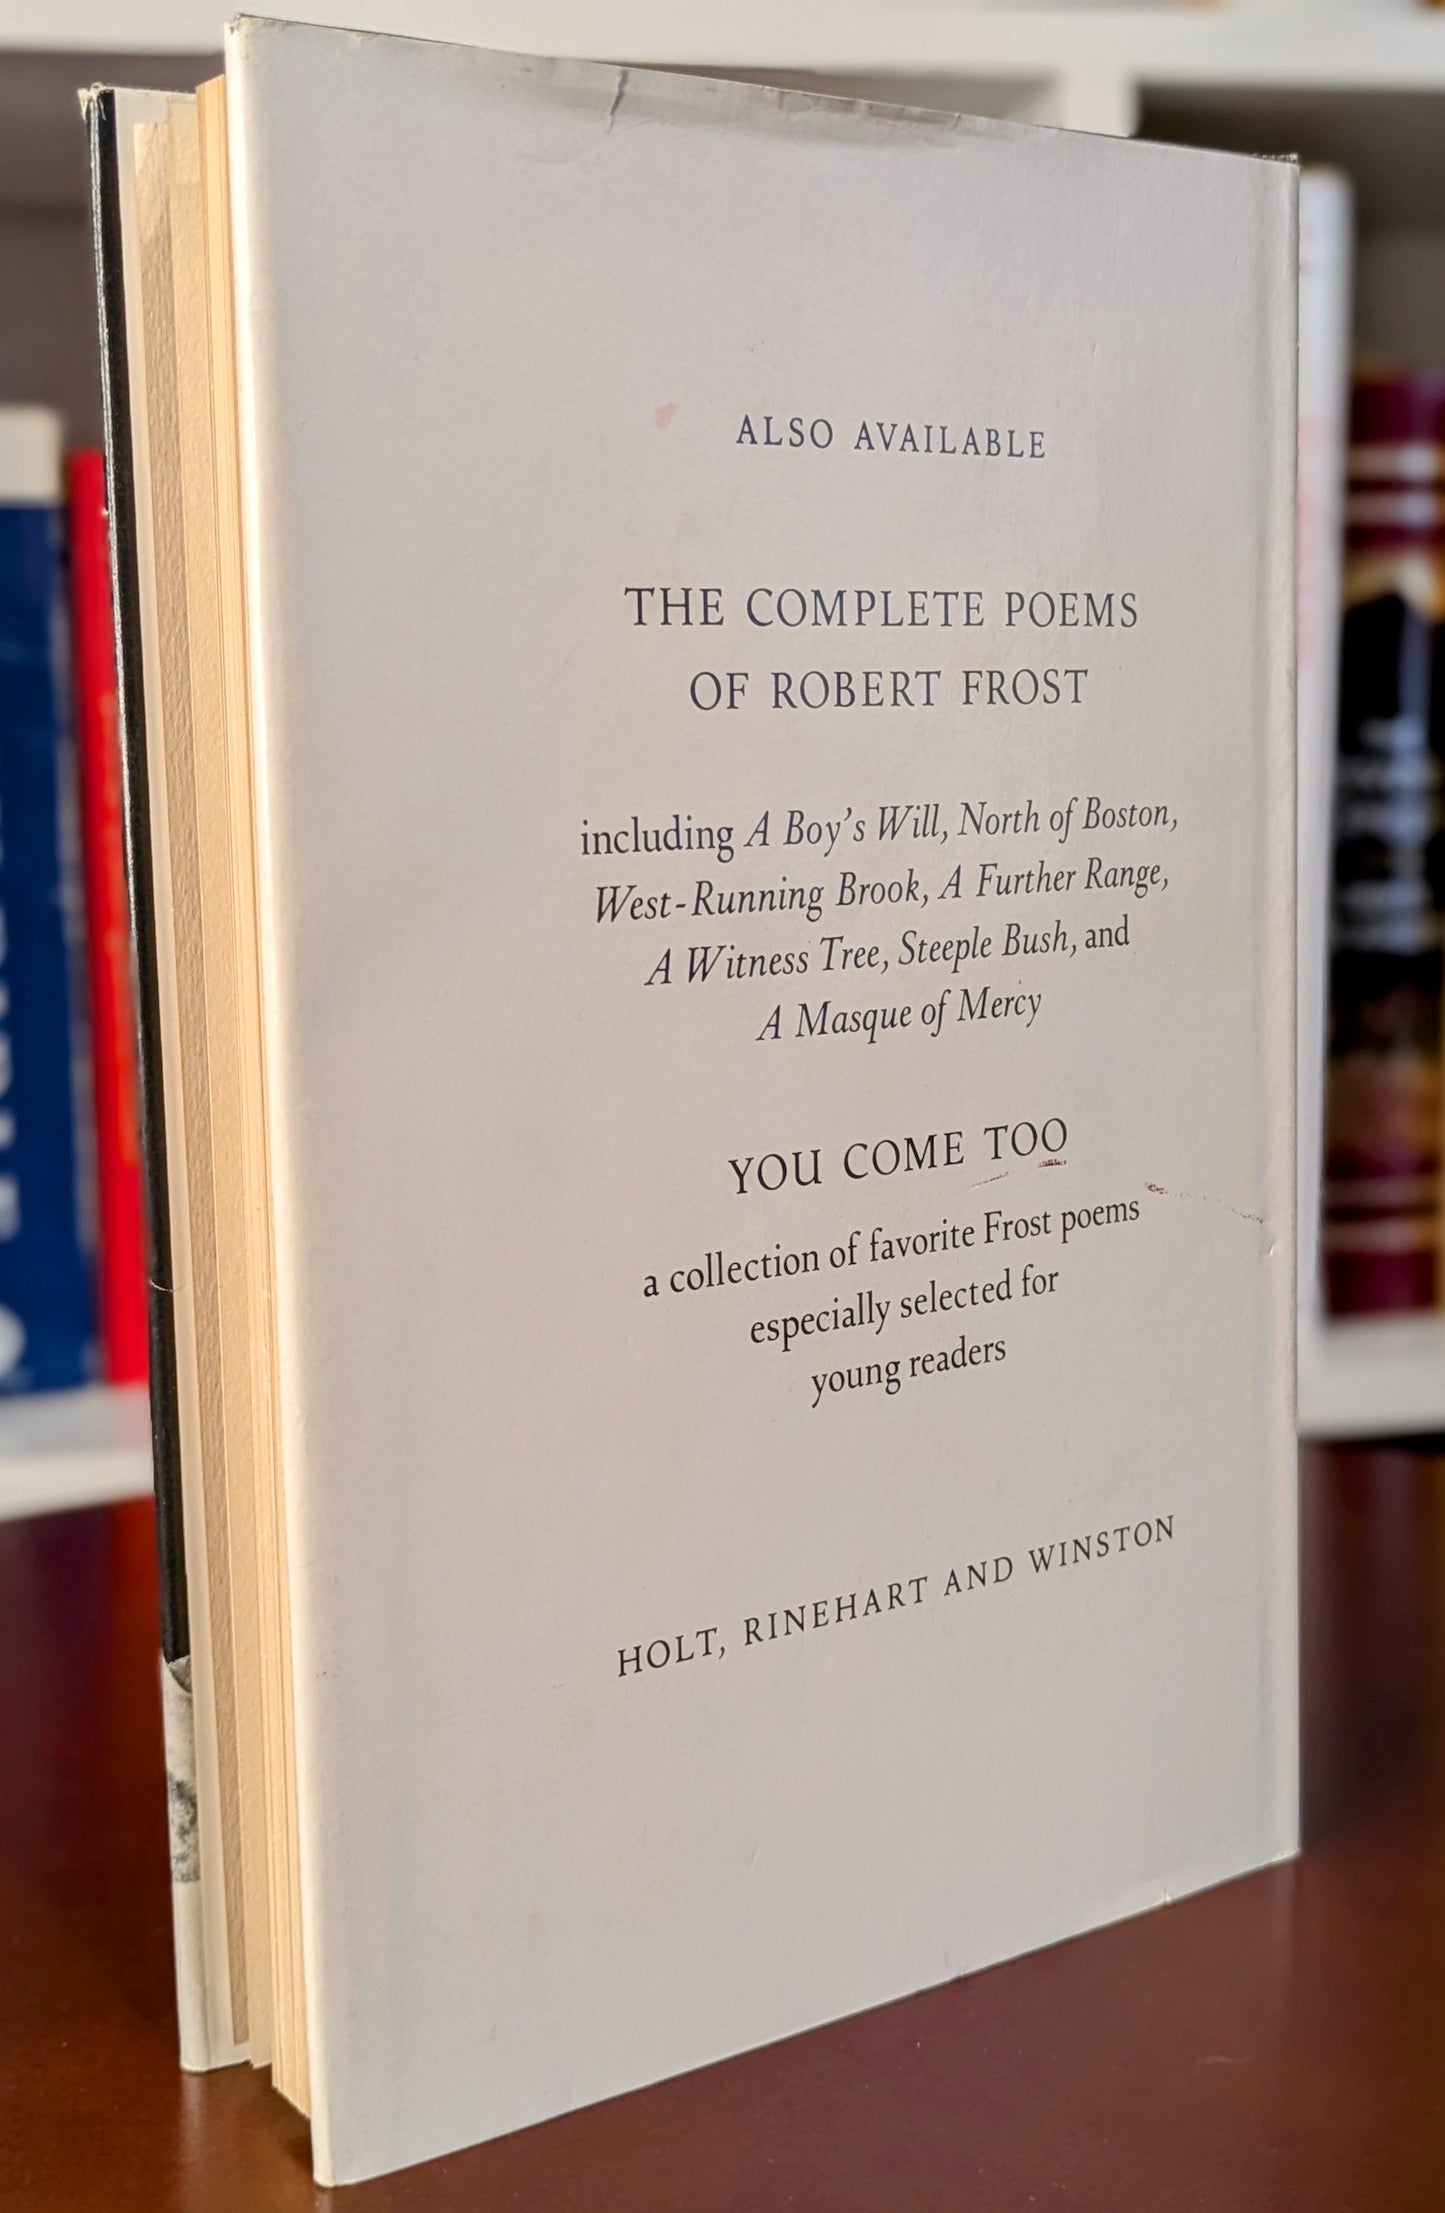 ALSO AVAILABLE
THE COMPLETE POEMS
OF ROBERT FROST
including A Boy's Will, North of Boston,
West-Running Brook, A Further Range,
A Witness Tree, Steeple Bush, and
A Masque of Mercy
YOU COME TOO
a collection of favorite Frost poems
especially selected for
young readers
HOLT, RINEHART AND WINSTON